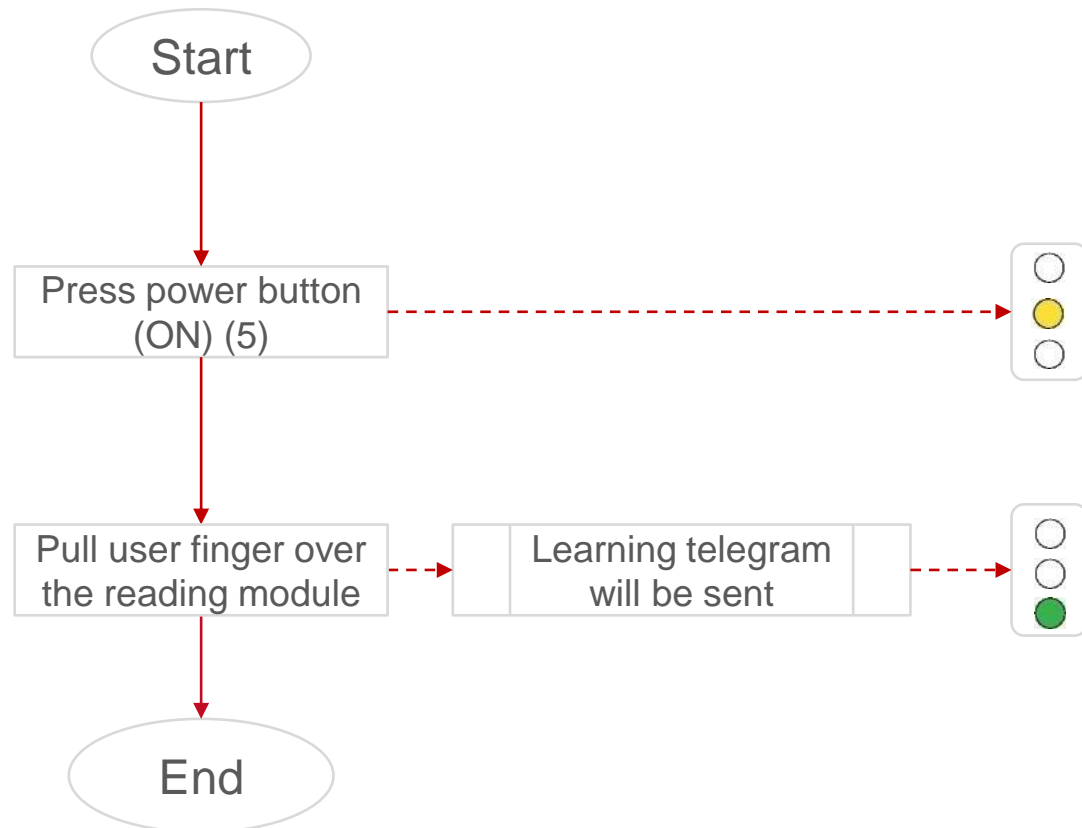 Start
Press power button
(ON) (5)
Pull user finger over
the reading module
Learning telegram
will be sent
End